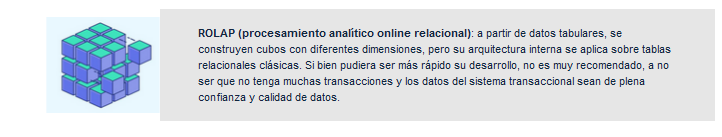 ROLAP (procesamiento analítico online relacional): a partir de datos tabulares, se
construyen cubos con diferentes dimensiones, pero su arquitectura interna se aplica sobre tablas
relacionales clásicas. Si bien pudiera ser más rápido su desarrollo, no es muy recomendado, a no
ser que no tenga muchas transacciones y los datos del sistema transaccional sean de plena
confianza y calidad de datos.